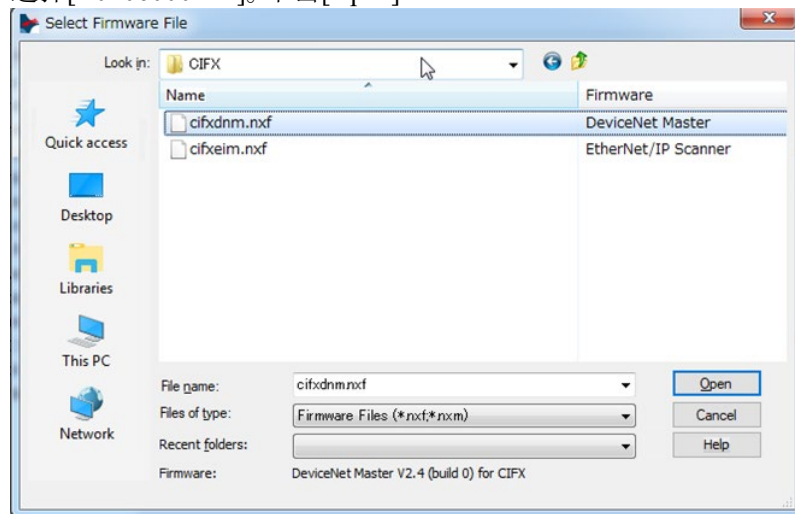 Select Firmware File
Look in:
CIFX
Name
Firmware
cifxdnm.nxf
DeviceNet Master
cifxeim.nxf
EtherNet/IP Scanner
Quick access
Desktop
Libraries
This PC
Network
File name:
cifxdnm.nxf
Open
Files of type:
Firmware Files (*.nxf;*.nxm)
Cancel
Recent folders:
Help
Firmware:
DeviceNet Master V2.4 (build 0) for CIFX